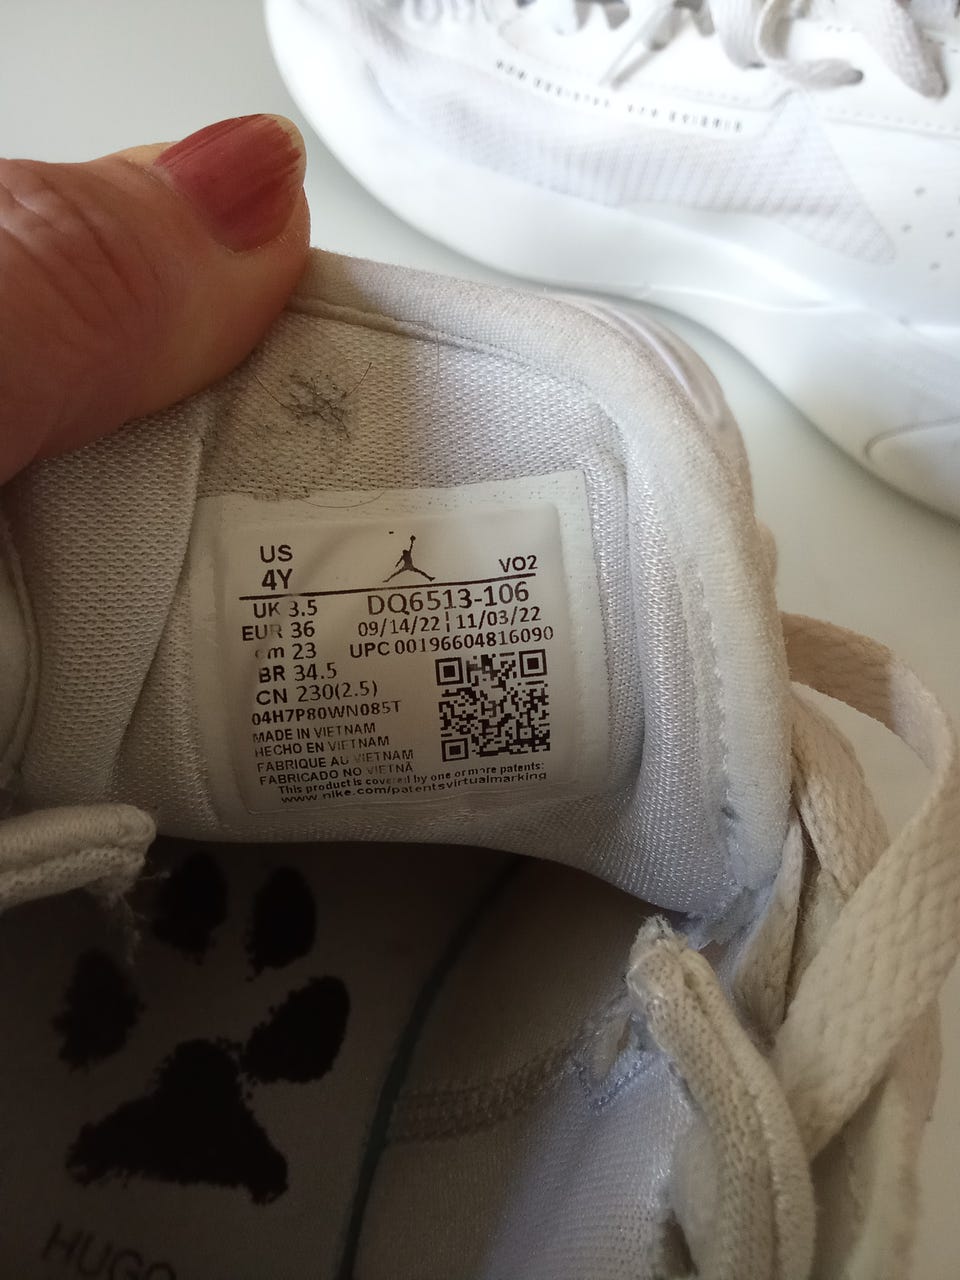 US
4Y
VO2
UK 3.5
EUR 36
cm 23
BR 34.5
CN 230(2.5)
DQ6513-106
09/14/22 ¦ 11/03/22
UPC 00196604816090
04H7P80WN085T
MADE IN VIETNAM
HECHO EN VIETNAM
FABRIQUE AU VIETNAM
FABRICADO NO VIETNÃ
This product is covered by one or more patents:
www.nike.com/patentsvirtualmarking
HUGO